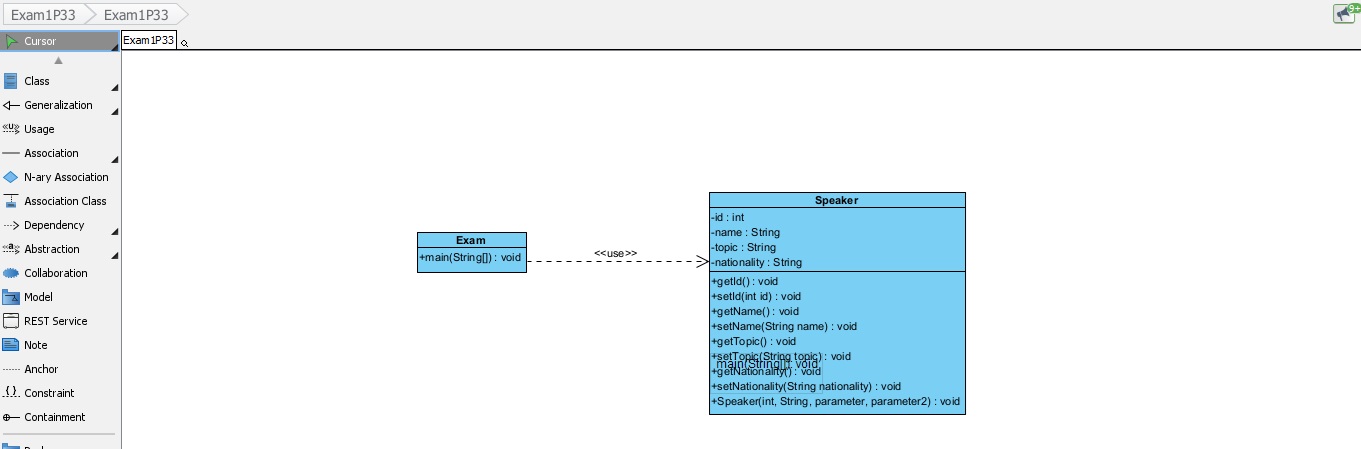 Exam1P33 Exam1P33
9+
Cursor
Exam1P33
Class
Generalization
Usage
Association
N-ary Association
Association Class
Dependency
Abstraction
Collaboration
Model
REST Service
Note
Anchor
Constraint
Containment
Exam
+main(String[]) : void
<<use>>
Speaker
-id : int
-name : String
-topic : String
-nationality : String
+getId() : void
+setId(int id) : void
+getName() : void
+setName(String name) : void
+getTopic() : void
+setTopic(String topic) : void
main(String[]): void
+getNationality() : void
+setNationality(String nationality) : void
+Speaker(int, String, parameter, parameter2) : void